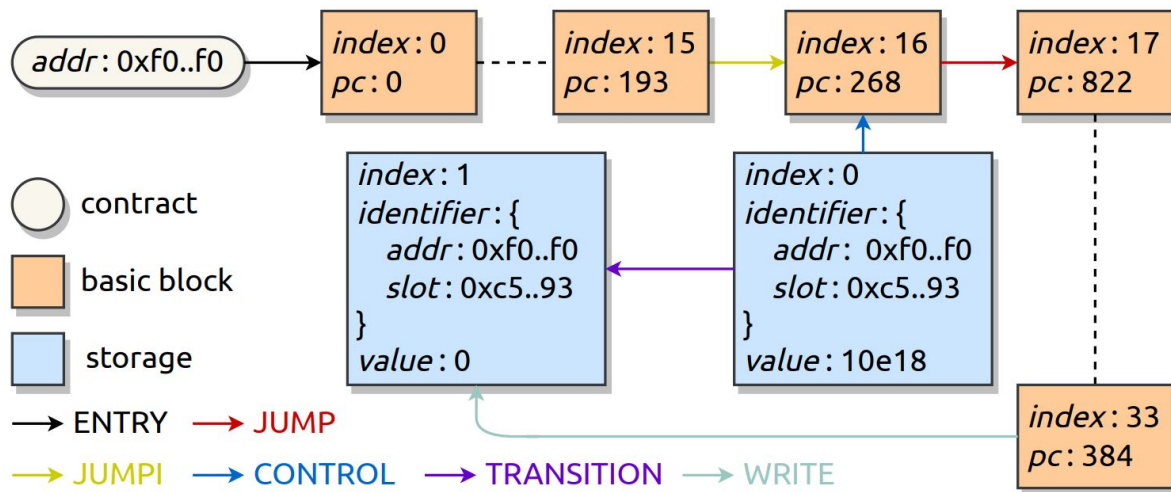 addr: 0xf0..f0
index: 0
pc: 0
index: 15
pc: 193
index: 16
pc: 268
index: 17
pc: 822
index: 1
identifier: {
addr: 0xf0..f0
slot: 0xc5..93
}
value: 0
index: 0
identifier: {
addr: 0xf0..f0
slot: 0xc5..93
}
value: 10e18
contract
basic block
storage
index: 33
pc: 384
ENTRY
JUMP
JUMPI
CONTROL
TRANSITION
WRITE